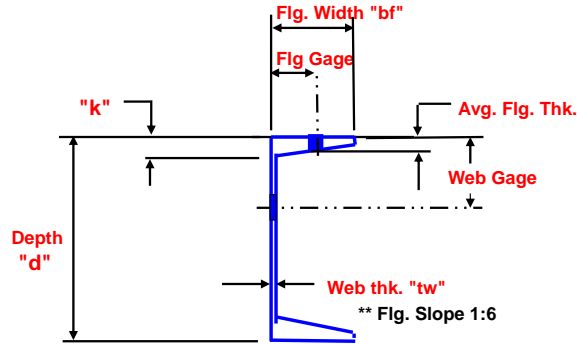 Flg. Width "bf"
Flg Gage
"k"
Avg. Flg. Thk.
Web Gage
Depth
"d"
Web thk. "tw"
** Flg. Slope 1:6